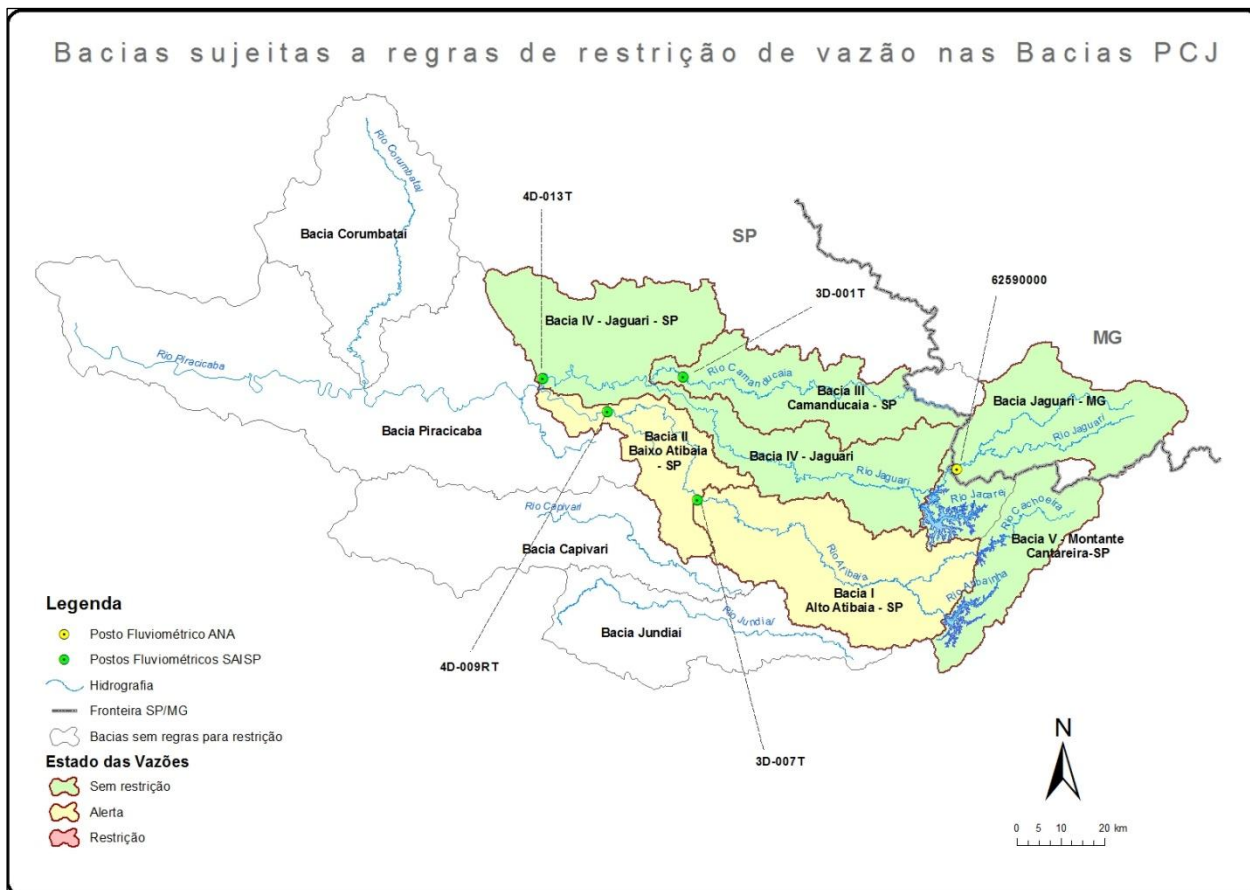 Bacias sujeitas a regras de restrição de vazão nas Bacias PCJ
Rio Corumbataí
Bacia Corumbataí
4D-013T
SP
3D-001T
62590000
MG
Bacia IV - Jaguari - SP
Rio Piracicaba
Rio Camanducaia
Bacia III
Camanducaia - SP
Bacia Jaguari - MG
Rio Jaguari
Bacia Piracicaba
Bacia II
Baixo Atibaia
- SP
Bacia IV - Jaguari
Rio Jaguari
Rio Jacareí
Rio Cachoeira
Rio Capivari
Bacia Capivari
Bacia V - Montante
Cantareira-SP
Rio Atibaia
Rio Atibainha
Bacia I
Alto Atibaia - SP
Rio Jundiaí
Bacia Jundiaí
4D-009RT
3D-007T
Legenda
Posto Fluviométrico ANA
Postos Fluviométricos SAISP
Hidrografia
Fronteira SP/MG
Bacias sem regras para restrição
Estado das Vazões
Sem restrição
Alerta
Restrição
N
0 5 10 20 km